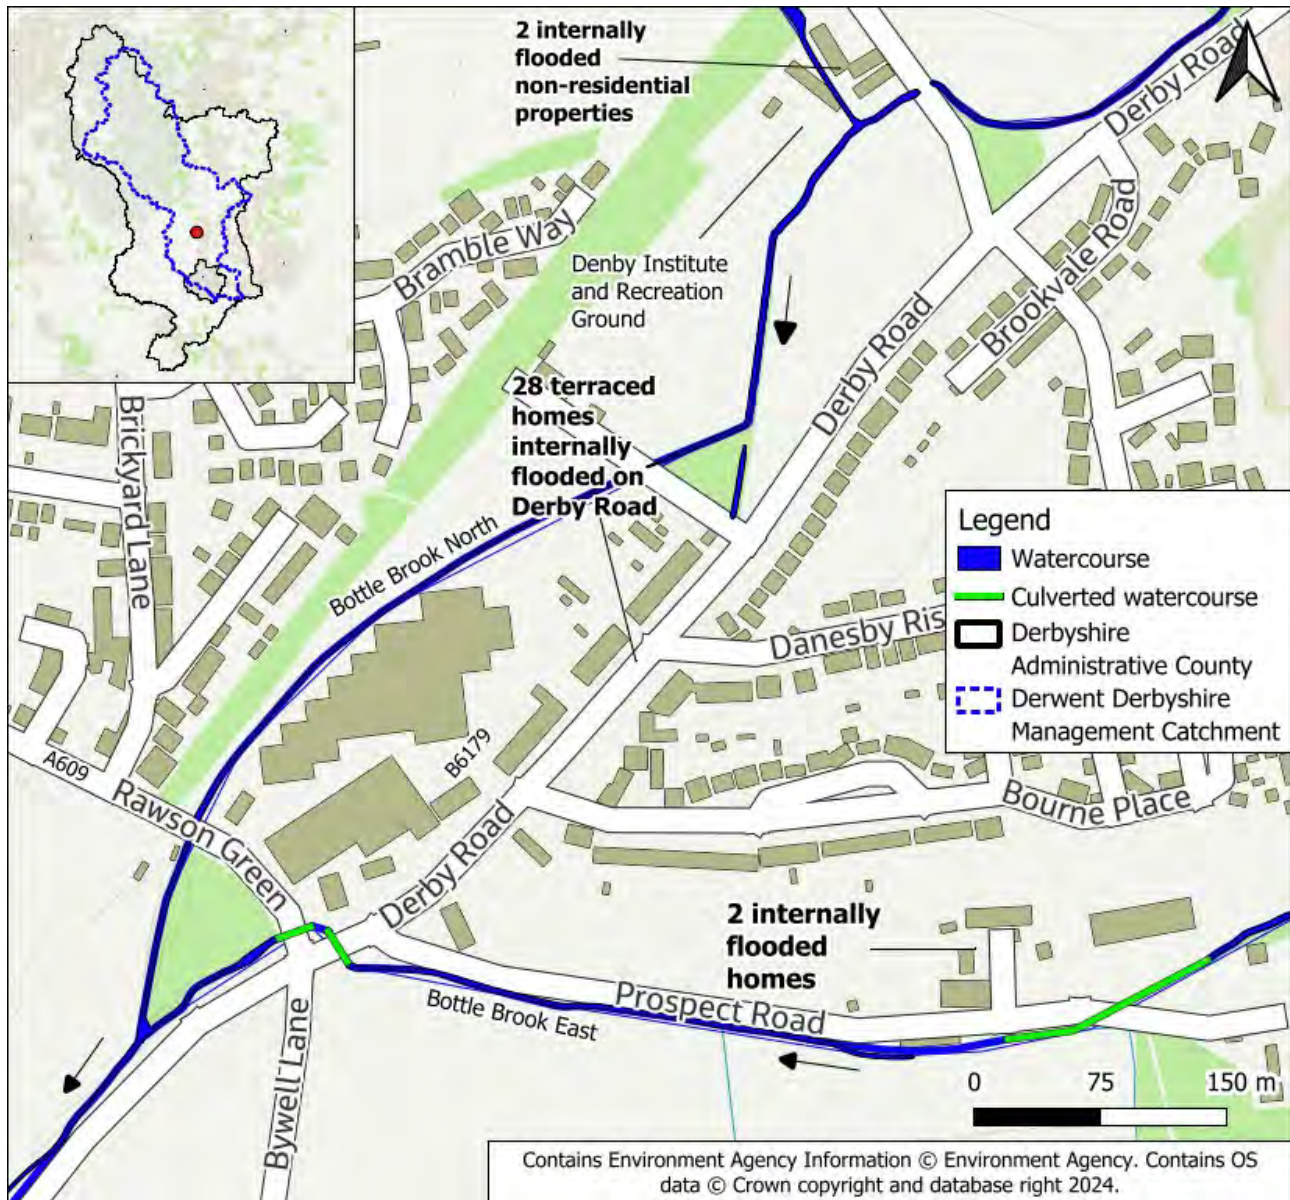 2 internally
flooded
non-residential
properties
Derby Road
Brookvale Road
Bramble Way
Denby Institute
and Recreation
Ground
Derby Road
28 terraced
homes
internally
flooded on
Derby Road
Brickyard Lane
Bottle Brook North
Danesby Ris
Legend
Watercourse
Culverted watercourse
Derbyshire
Administrative County
Derwent Derbyshire
Management Catchment
A609
B6179
Rawson Green
Bourne Place
Derby Road
2 internally
flooded
homes
Prospect Road
Bottle Brook East
Bywell Lane
0 75 150 m
Contains Environment Agency Information © Environment Agency. Contains OS
data © Crown copyright and database right 2024.